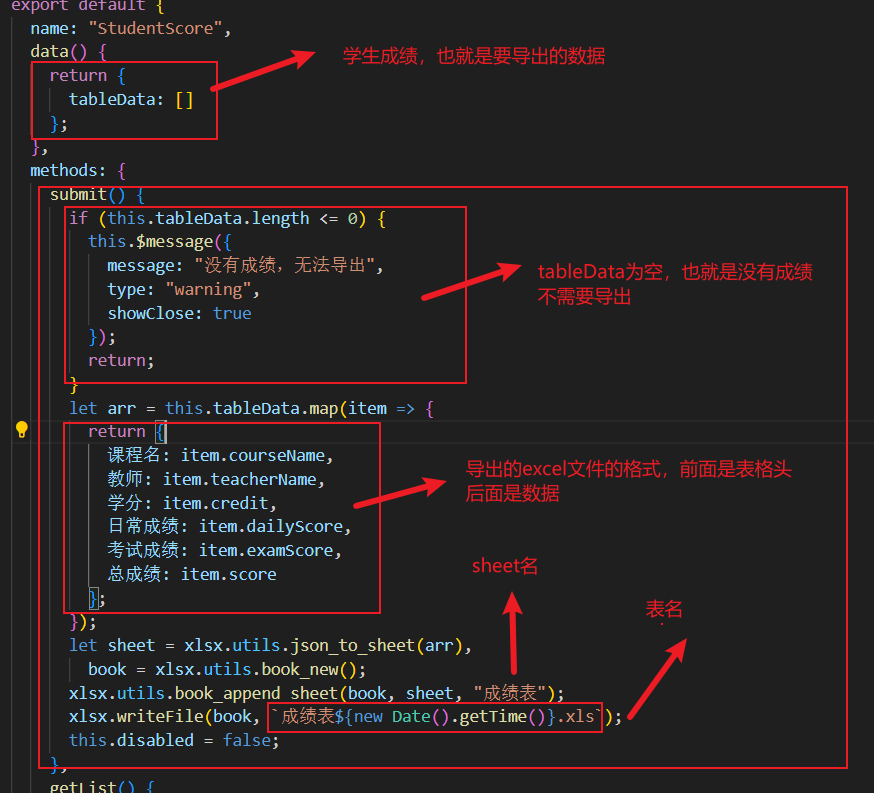 export default {
name: "StudentScore",
data() {
学生成绩，也就是要导出的数据
return {
tableData: []
};
},
methods: {
submit() {
if (this.tableData.length <= 0) {
this.$message({
message: "没有成绩，无法导出",
type: "warning",
showClose: true
});
return;
}
tableData为空，也就是没有成绩
不需要导出
let arr = this.tableData.map(item => {
return {
课程名: item.courseName,
教师: item.teacherName,
学分: item.credit,
日常成绩: item.dailyScore,
考试成绩: item.examScore,
总成绩: item.score
};
导出的excel文件的格式，前面是表格头
后面是数据
sheet名
表名
});
let sheet = xlsx.utils.json_to_sheet(arr),
book = xlsx.utils.book_new();
xlsx.utils.book_append_sheet(book, sheet, "成绩表");
xlsx.writeFile(book, `成绩表${new Date().getTime()}.xls`);
this.disabled = false;
},
getList() {